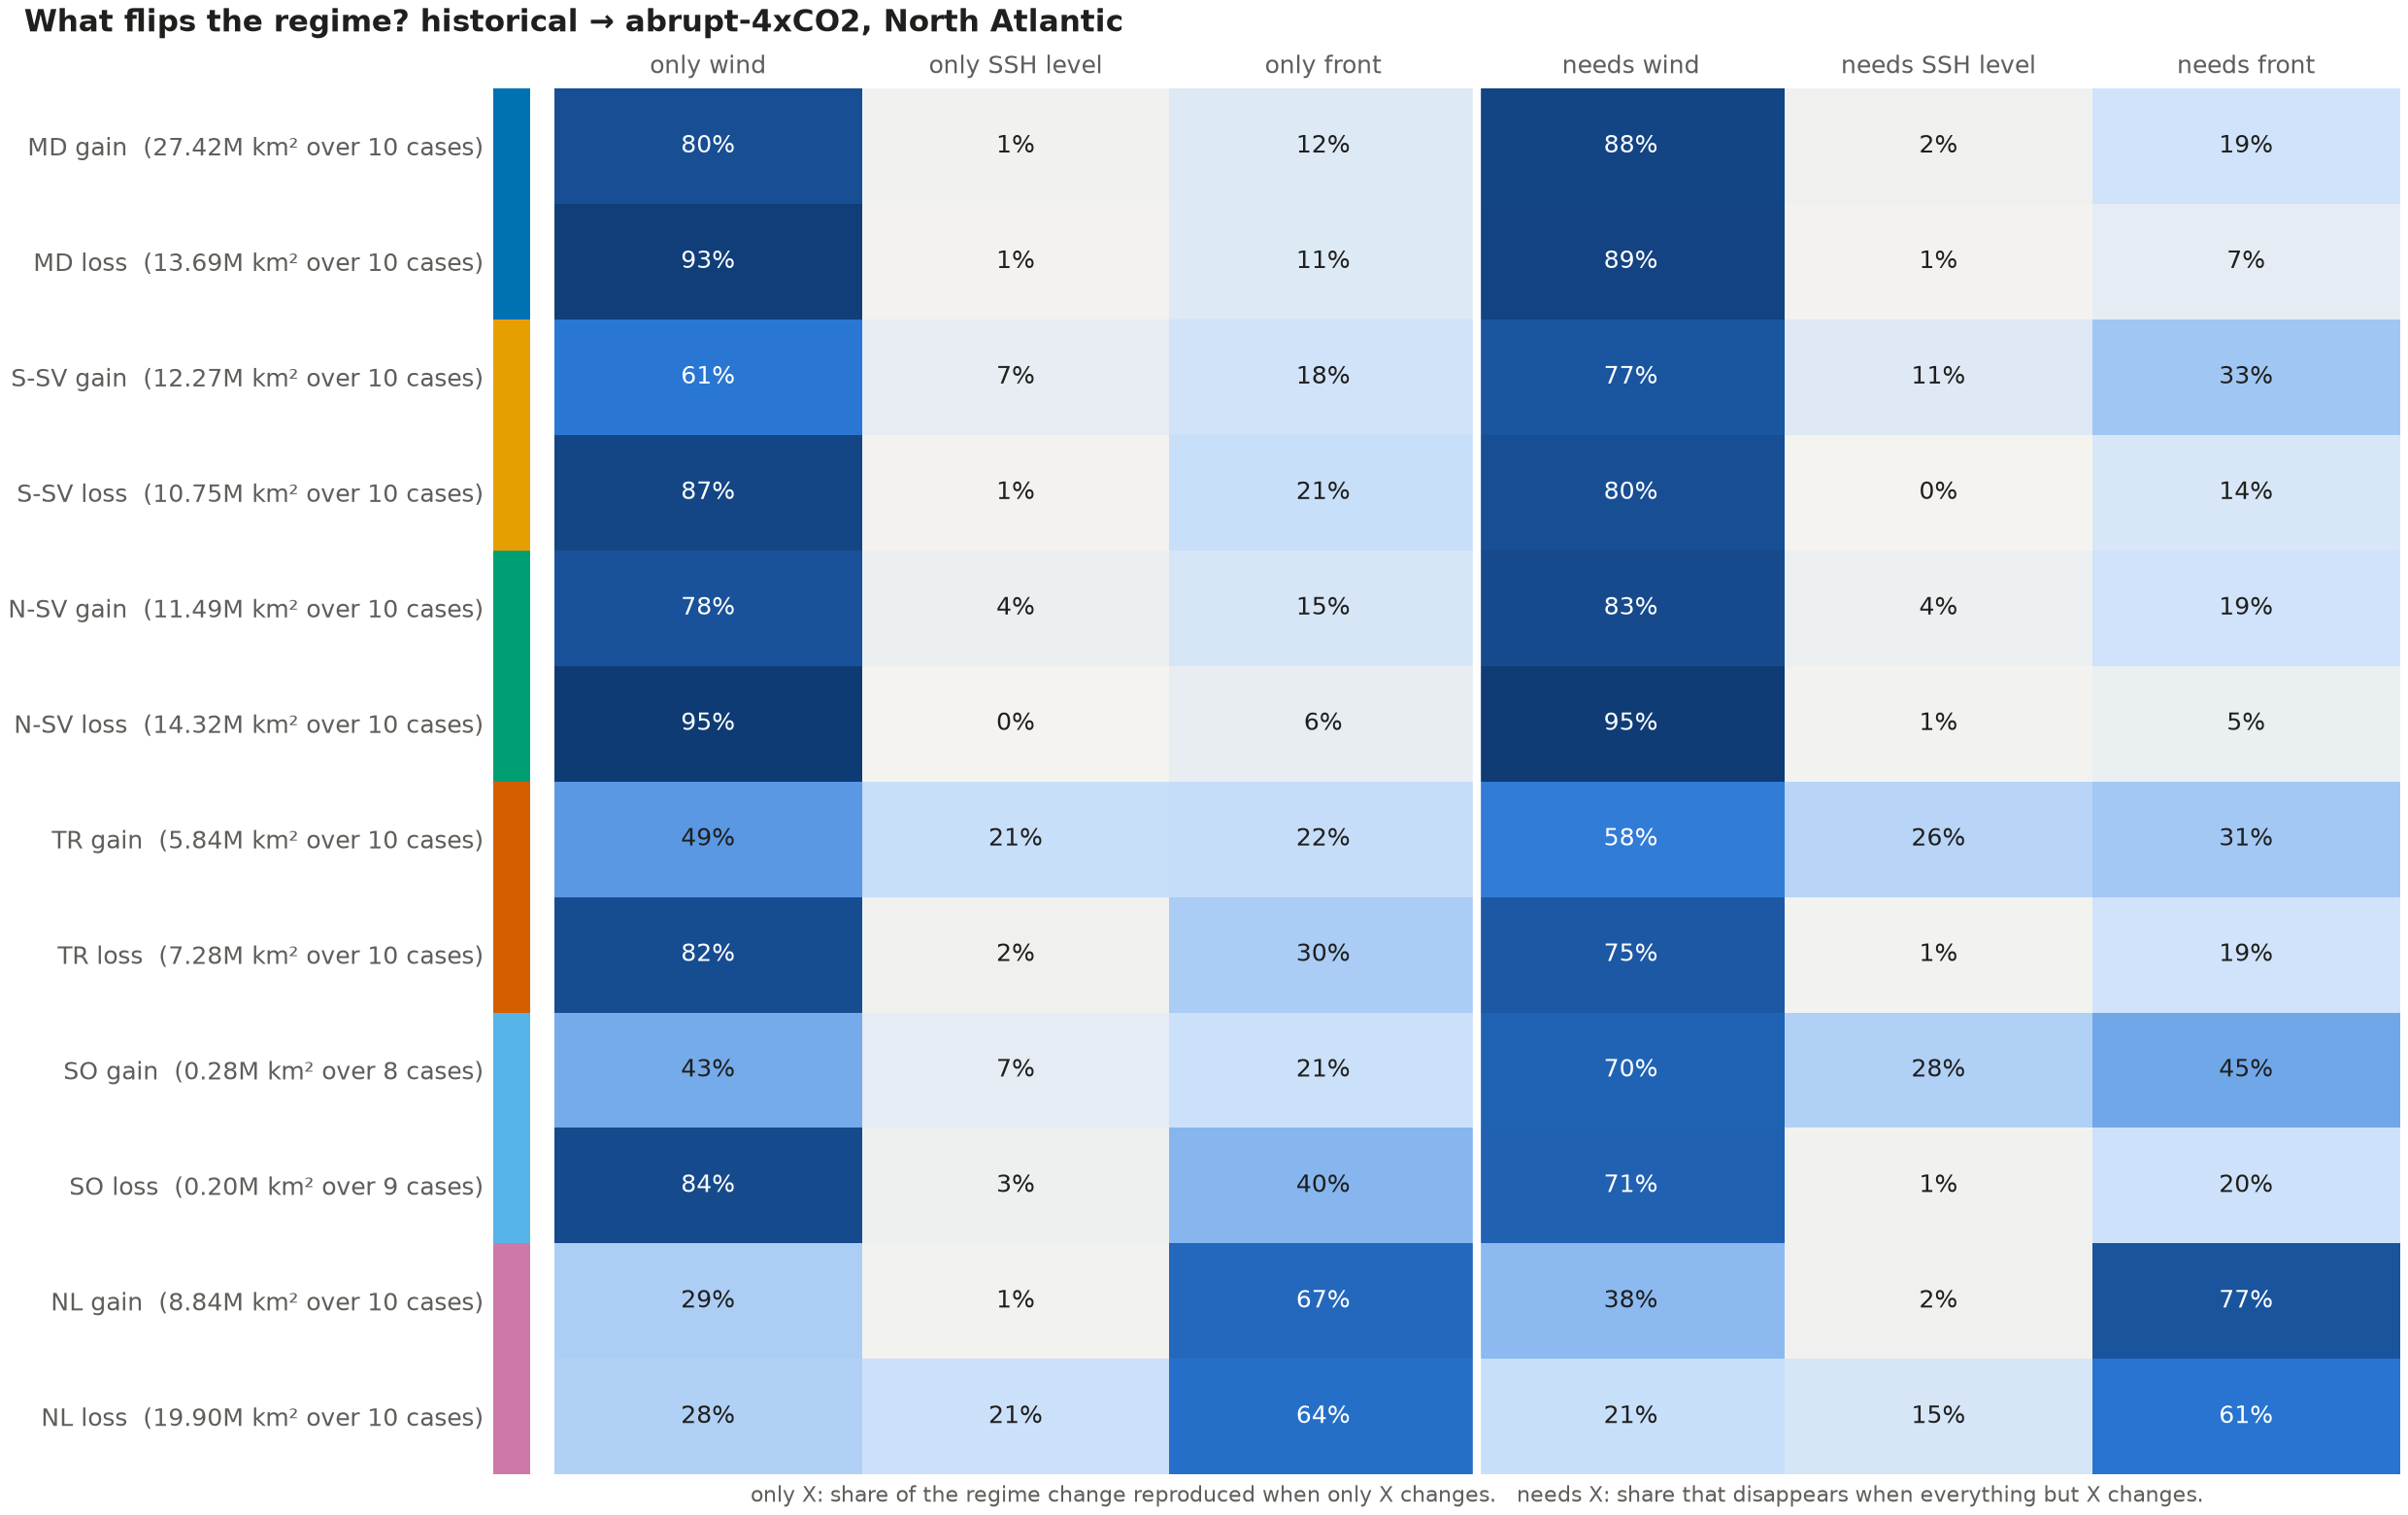 What flips the regime? historical → abrupt-4xCO2, North Atlantic
only wind only SSH level only front needs wind needs SSH level needs front
MD gain (27.42M km² over 10 cases) 80% 1% 12% 88% 2% 19%
MD loss (13.69M km² over 10 cases) 93% 1% 11% 89% 1% 7%
S-SV gain (12.27M km² over 10 cases) 61% 7% 18% 77% 11% 33%
S-SV loss (10.75M km² over 10 cases) 87% 1% 21% 80% 0% 14%
N-SV gain (11.49M km² over 10 cases) 78% 4% 15% 83% 4% 19%
N-SV loss (14.32M km² over 10 cases) 95% 0% 6% 95% 1% 5%
TR gain (5.84M km² over 10 cases) 49% 21% 22% 58% 26% 31%
TR loss (7.28M km² over 10 cases) 82% 2% 30% 75% 1% 19%
SO gain (0.28M km² over 8 cases) 43% 7% 21% 70% 28% 45%
SO loss (0.20M km² over 9 cases) 84% 3% 40% 71% 1% 20%
NL gain (8.84M km² over 10 cases) 29% 1% 67% 38% 2% 77%
NL loss (19.90M km² over 10 cases) 28% 21% 64% 21% 15% 61%
only X: share of the regime change reproduced when only X changes. needs X: share that disappears when everything but X changes.